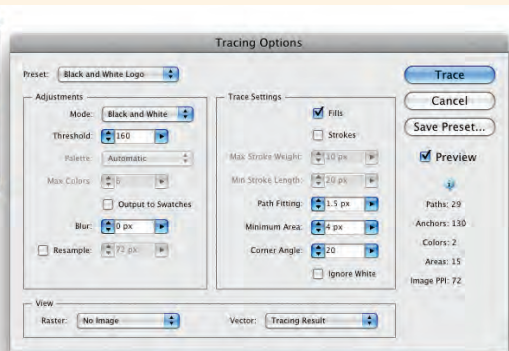 Tracing Options
Preset: Black and White Logo
Trace
Cancel
Save Preset...
Preview
Paths: 29
Anchors: 130
Colors: 2
Areas: 15
Image PPI: 72
Adjustments
Mode: Black and White
Threshold: 160
Palette: Automatic
Max Colors: 6
Output to Swatches
Blur: 0 px
Resample: 72 px
Trace Settings
Fills
Strokes
Max Stroke Weight: 10 px
Min Stroke Length: 20 px
Path Fitting: 1.5 px
Minimum Area: 4 px
Corner Angle: 20
Ignore White
View
Raster: No Image
Vector: Tracing Result